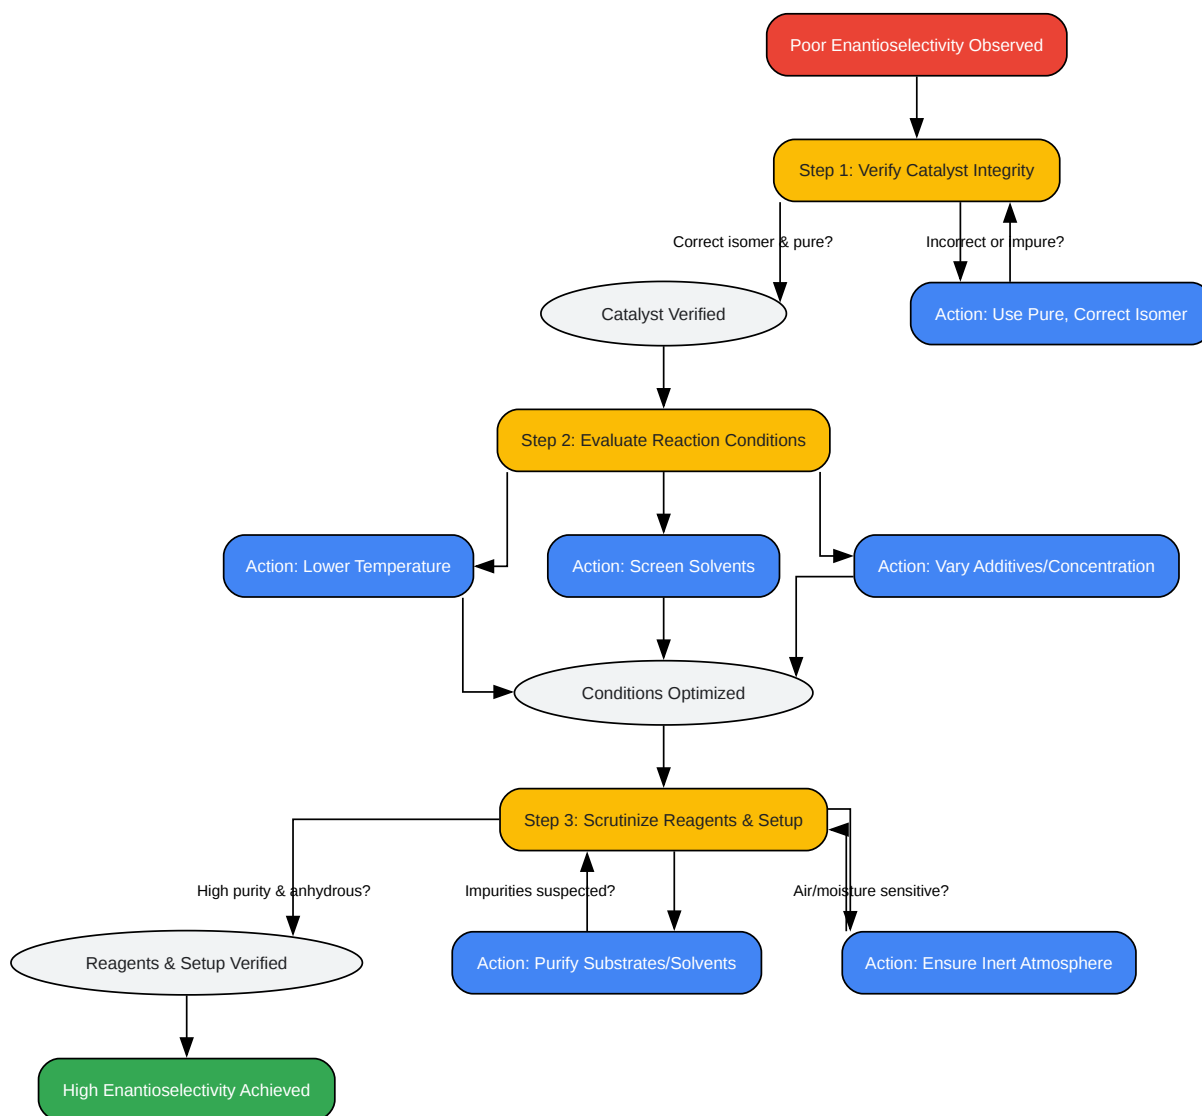 Poor Enantioselectivity Observed
Step 1: Verify Catalyst Integrity
Correct isomer & pure?
Incorrect or impure?
Catalyst Verified
Action: Use Pure, Correct Isomer
Step 2: Evaluate Reaction Conditions
Action: Lower Temperature
Action: Screen Solvents
Action: Vary Additives/Concentration
Conditions Optimized
Step 3: Scrutinize Reagents & Setup
High purity & anhydrous?
Impurities suspected?
Air/moisture sensitive?
Reagents & Setup Verified
Action: Purify Substrates/Solvents
Action: Ensure Inert Atmosphere
High Enantioselectivity Achieved